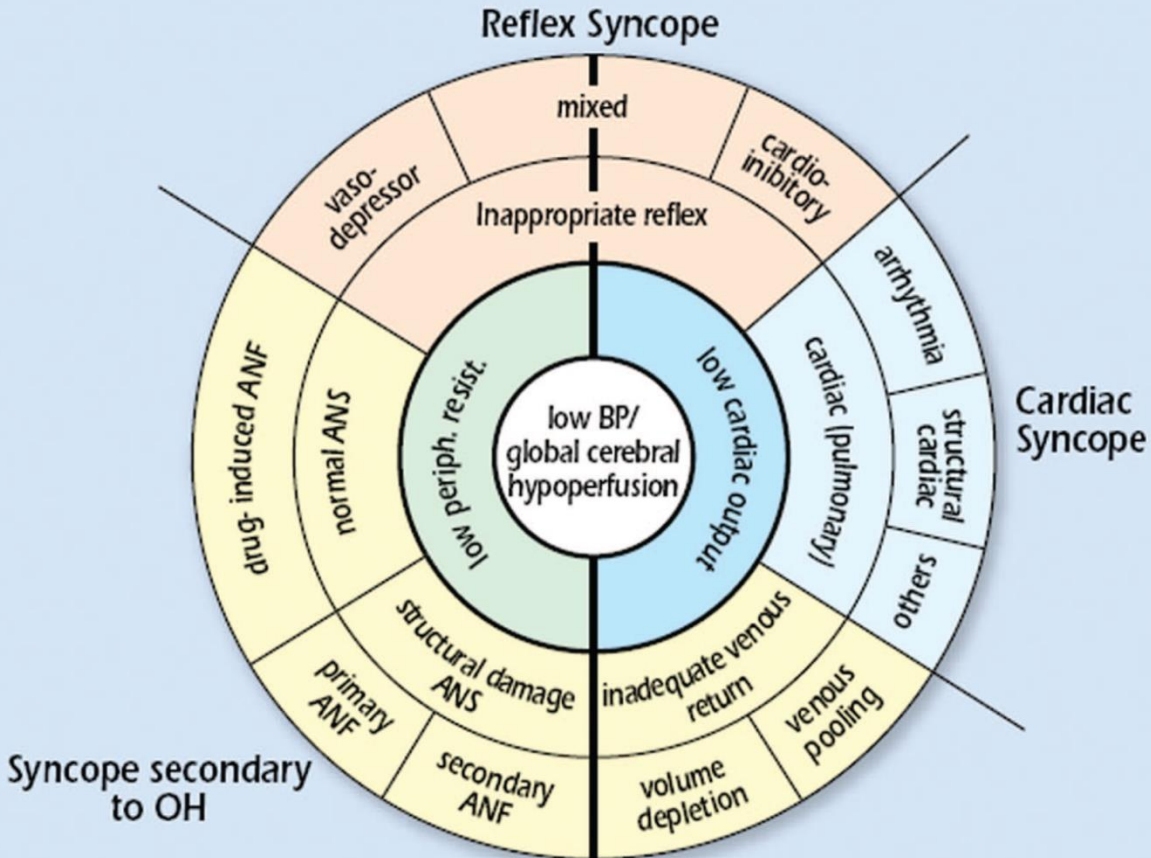 Reflex Syncope
mixed
vaso-
depressor
cardio-
inibitory
Inappropriate reflex
arrhythmia
structural
cardiac
others
cardiac (pulmonary)
Cardiac
Syncope
low periph. resist.
low BP/
global cerebral
hypoperfusion
low cardiac output
drug- induced ANF
normal ANS
structural damage
ANS
inadequate venous
return
primary
ANF
secondary
ANF
volume
depletion
venous
pooling
Syncope secondary
to OH